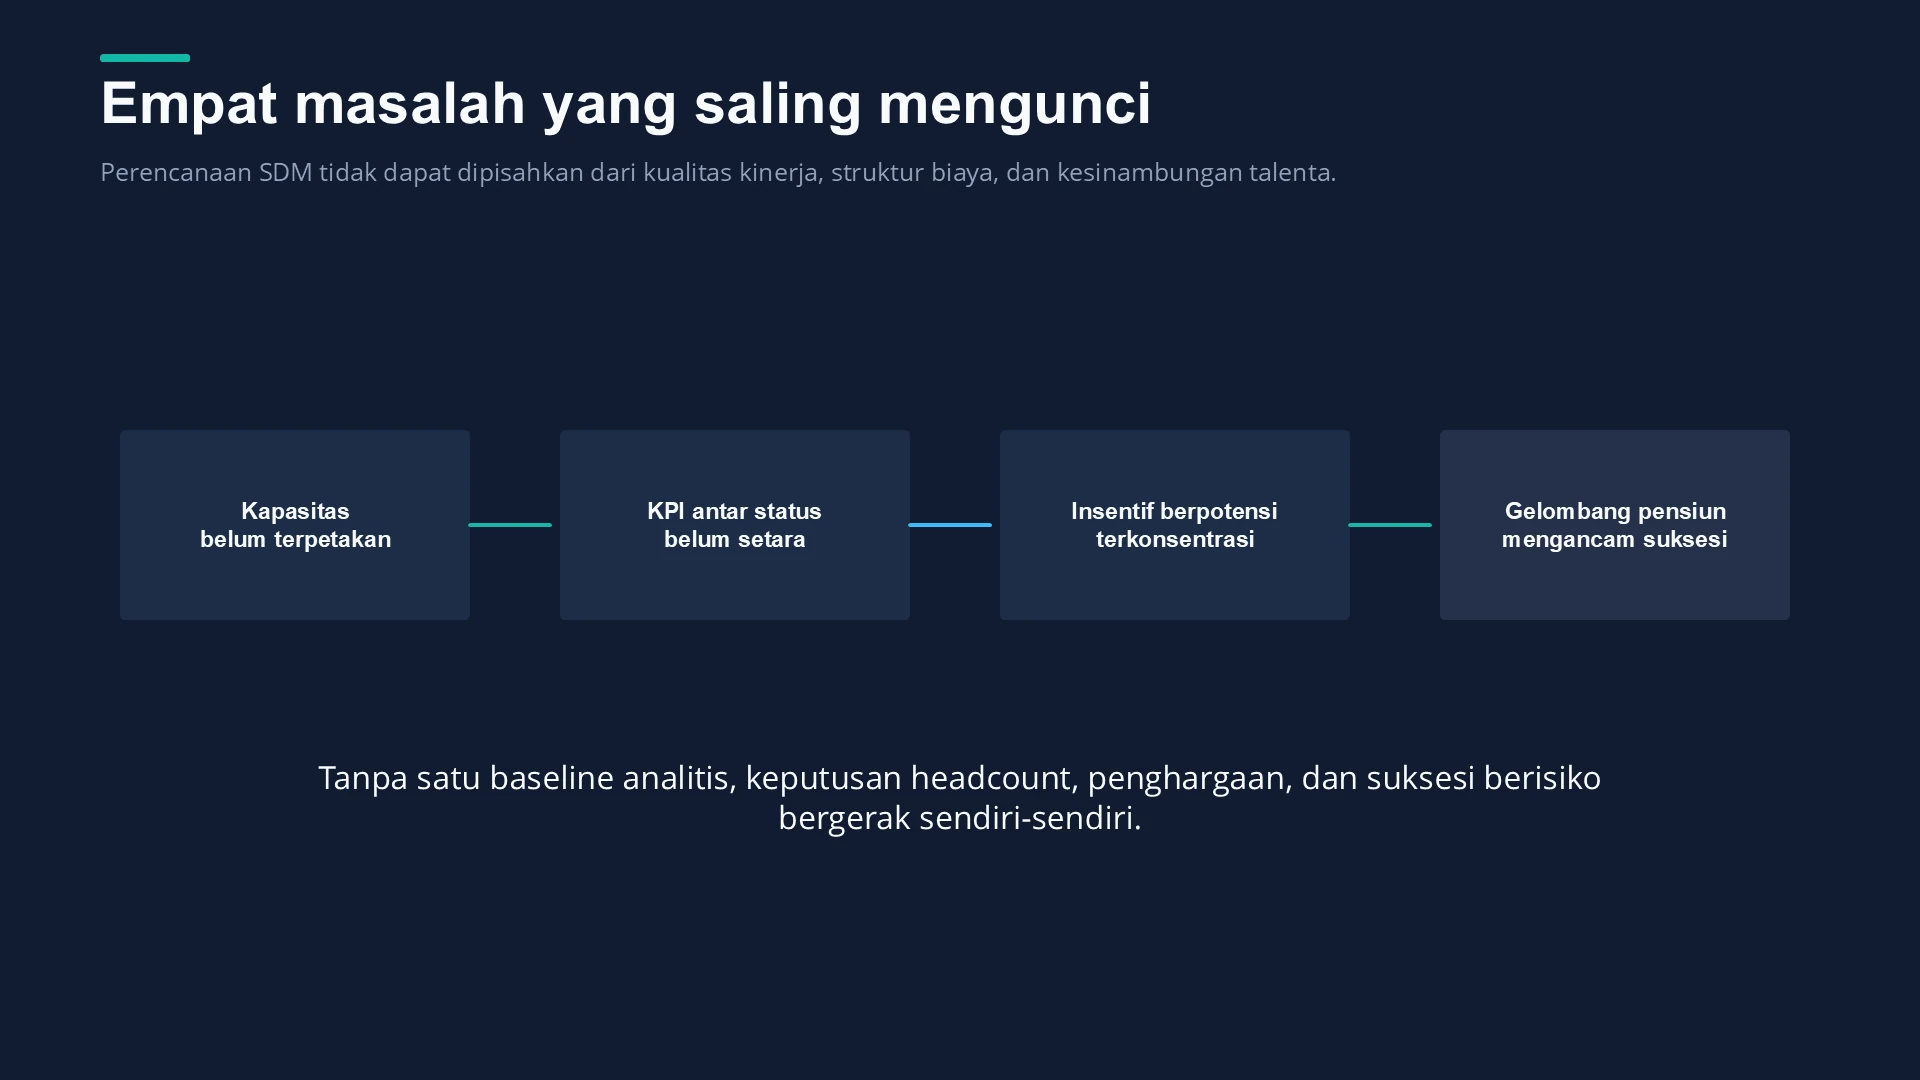 Empat masalah yang saling mengunci
Perencanaan SDM tidak dapat dipisahkan dari kualitas kinerja, struktur biaya, dan kesinambungan talenta.
Kapasitas
belum terpetakan
KPI antar status
belum setara
Insentif berpotensi
terkonsentrasi
Gelombang pensiun
mengancam suksesi
Tanpa satu baseline analitis, keputusan headcount, penghargaan, dan suksesi berisiko
bergerak sendiri-sendiri.